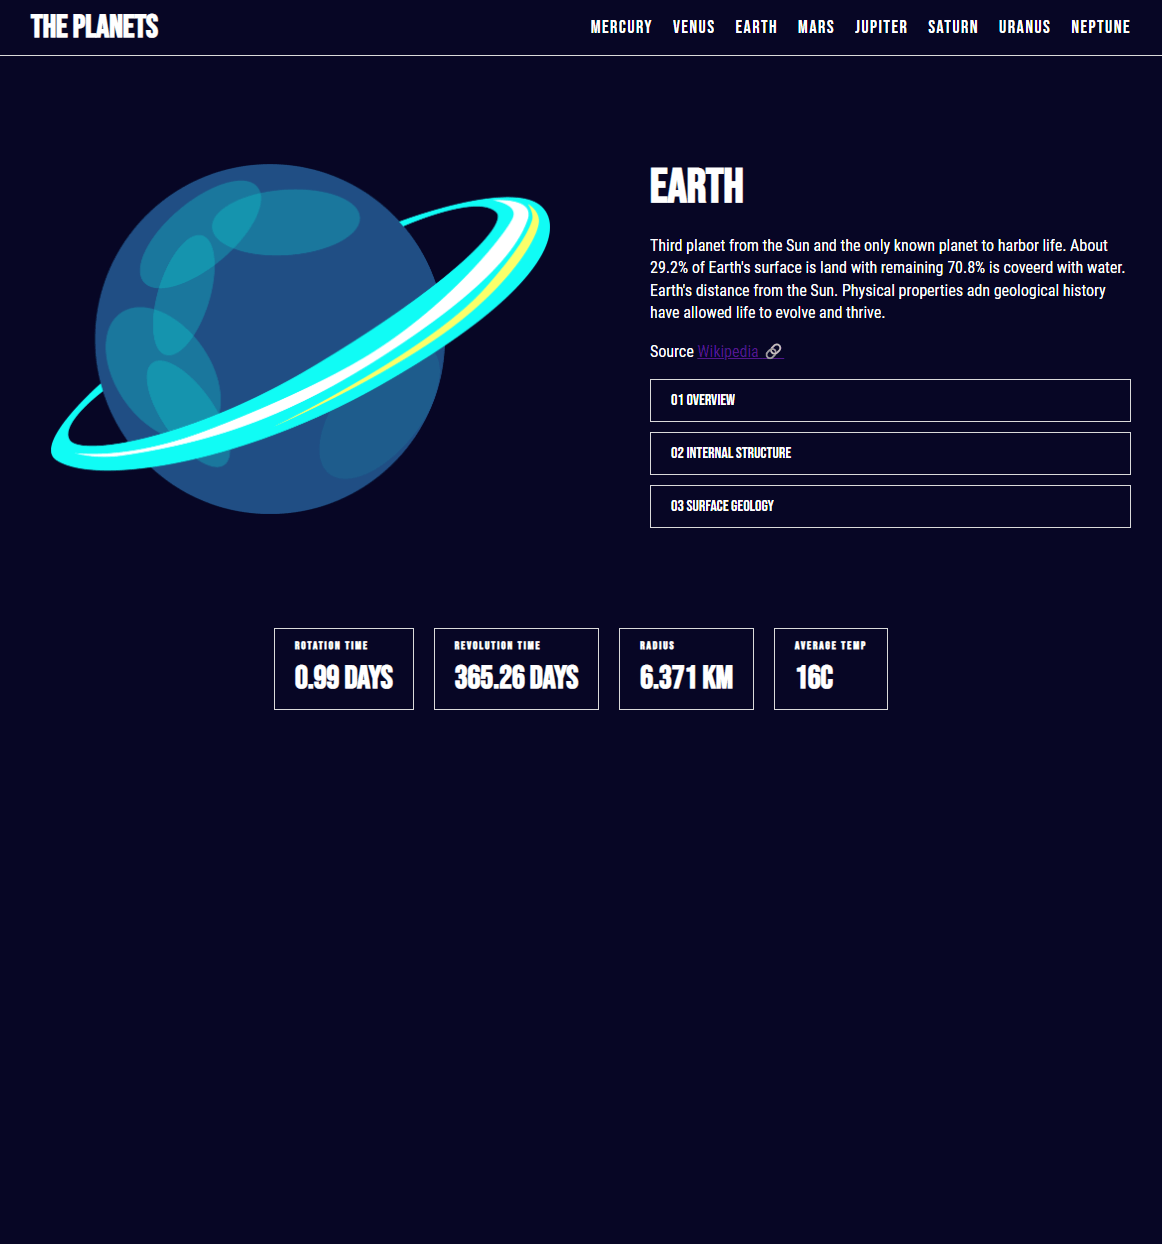 THE PLANETS
MERCURY VENUS EARTH MARS JUPITER SATURN URANUS NEPTUNE
EARTH
Third planet from the Sun and the only known planet to harbor life. About
29.2% of Earth's surface is land with remaining 70.8% is coveerd with water.
Earth's distance from the Sun. Physical properties adn geological history
have allowed life to evolve and thrive.
Source Wikipedia
01 OVERVIEW
02 INTERNAL STRUCTURE
03 SURFACE GEOLOGY
ROTATION TIME
0.99 DAYS
REVOLUTION TIME
365.26 DAYS
RADIUS
6.371 KM
AVERAGE TEMP
16C